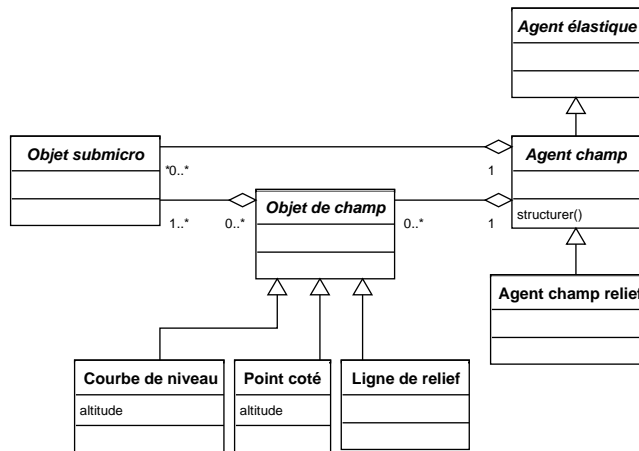 Agent élastique
Objet submicro
Agent champ
*0..*
1
Objet de champ
structurer()
1..*
0..*
0..*
1
Agent champ relief
Courbe de niveau
Point coté
Ligne de relief
altitude
altitude